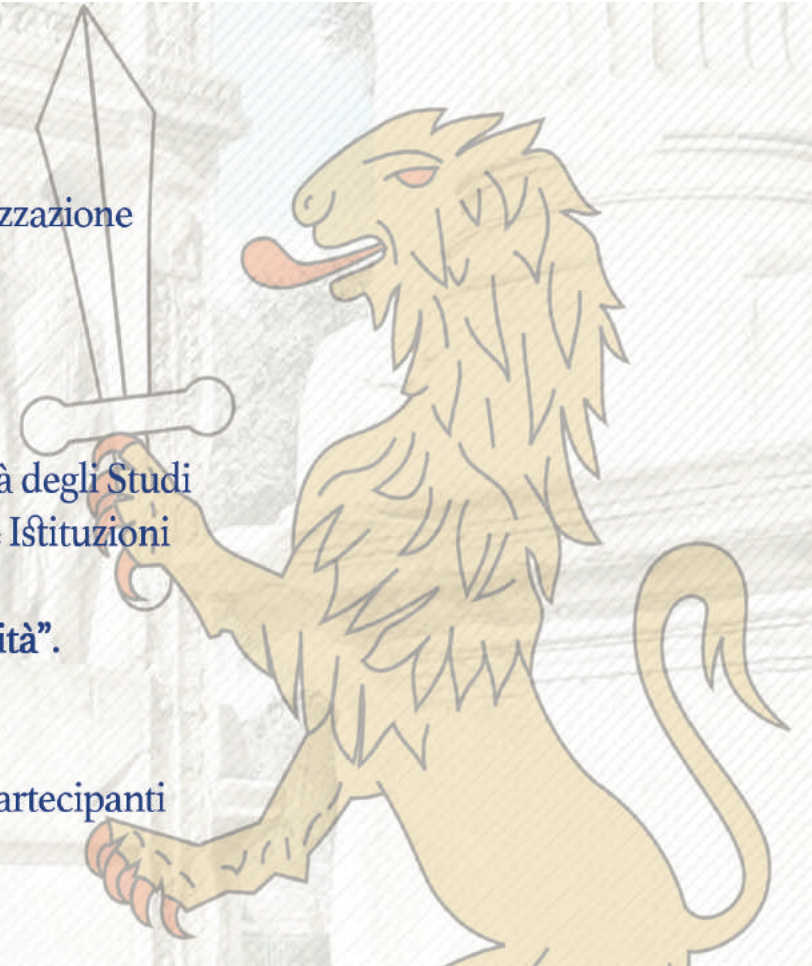 zzazione
à degli Studi
e Istituzioni
ità”.
artecipanti